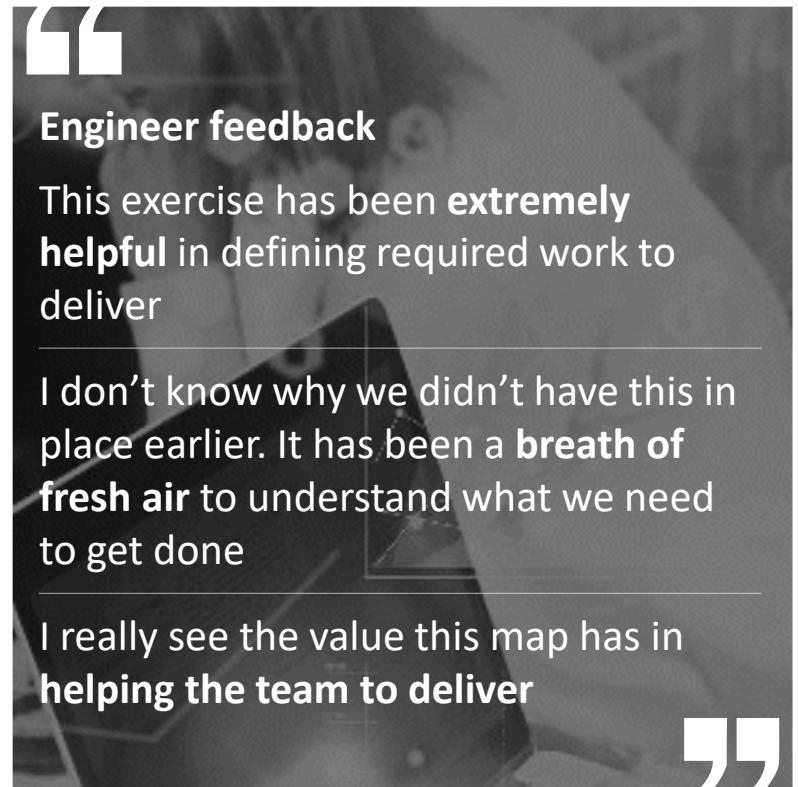 “
Engineer feedback
This exercise has been extremely
helpful in defining required work to
deliver
I don’t know why we didn’t have this in
place earlier. It has been a breath of
fresh air to understand what we need
to get done
I really see the value this map has in
helping the team to deliver
”